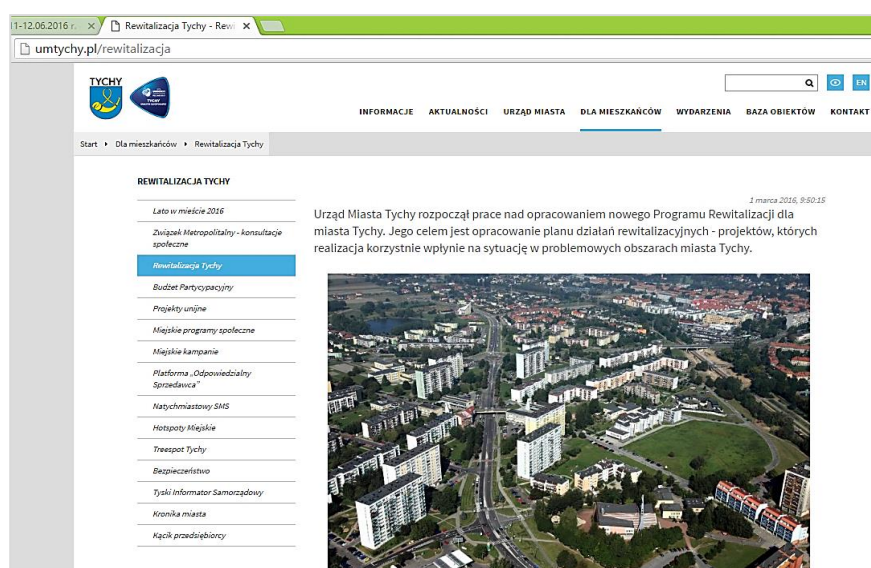 11-12.06.2016 r.
Rewitalizacja Tychy - Rewi
umtychy.pl/rewitalizacja
TYCHY
TYCHY
EN
INFORMACJE AKTUALNOŚCI URZĄD MIASTA DLA MIESZKAŃCÓW WYDARZENIA BAZA OBIEKTÓW KONTAKT
Start Dla mieszkańców Rewitalizacja Tychy
REWITALIZACJA TYCHY
1 marca 2016, 9:50:15
Lato w mieście 2016
Związek Metropolitalny - konsultacje
społeczne
Rewitalizacja Tychy
Budżet Partycypacyjny
Projekty unijne
Miejskie programy społeczne
Miejskie kampanie
Platforma „Odpowiedzialny
Sprzedawca"
Natychmiastowy SMS
Hotspoty Miejskie
Treespot Tychy
Bezpieczeństwo
Tyski Informator Samorządowy
Kronika miasta
Kącik przedsiębiorcy
Urząd Miasta Tychy rozpoczął prace nad opracowaniem nowego Programu Rewitalizacji dla
miasta Tychy. Jego celem jest opracowanie planu działań rewitalizacyjnych - projektów, których
realizacja korzystnie wpłynie na sytuację w problemowych obszarach miasta Tychy.